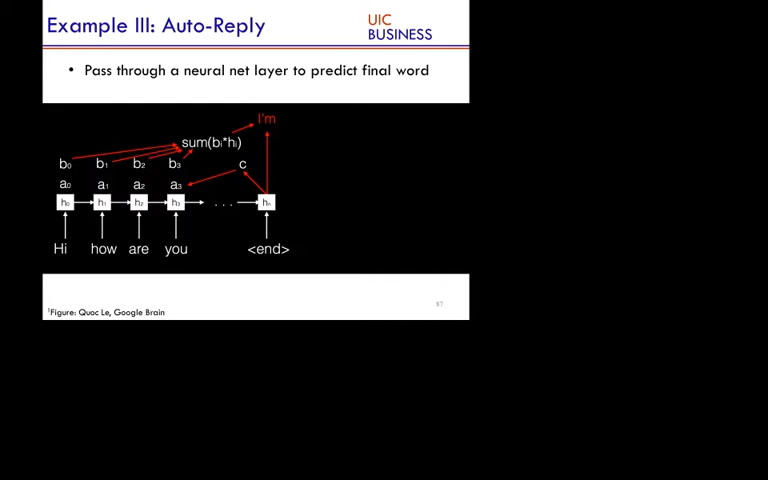 Example III: Auto-Reply
UIC
BUSINESS
• Pass through a neural net layer to predict final word
I'm
sum(bᵢ*hᵢ)
b₀ b₁ b₂ b₃ c
a₀ a₁ a₂ a₃
h₀ h₁ h₂ h₃ . . . hₙ
Hi how are you <end>
87
¹Figure: Quoc Le, Google Brain